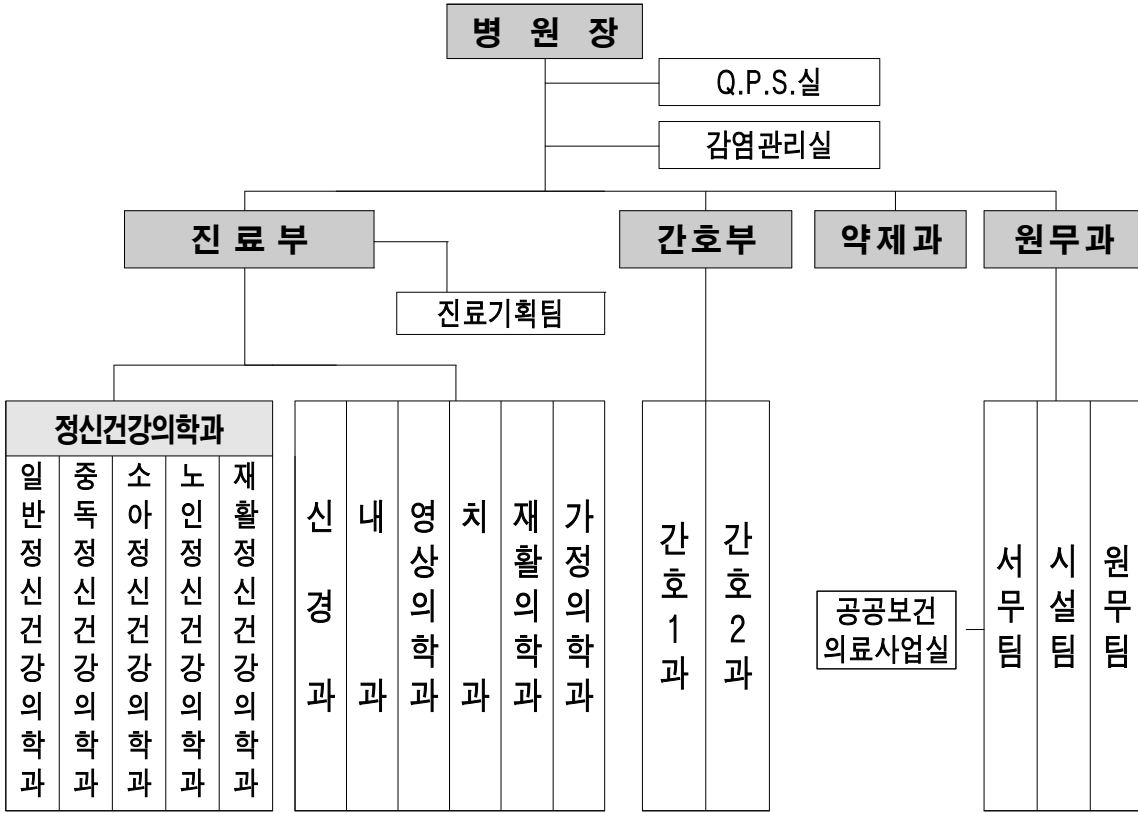 병 원 장
Q.P.S.실
감염관리실
진 료 부
간호부
약제과
원무과
진료기획팀
정신건강의학과
일반정신건강의학과
중독정신건강의학과
소아정신건강의학과
노인정신건강의학과
재활정신건강의학과
신경과
내과
영상의학과
치과
재활의학과
가정의학과
간호1과
간호2과
공공보건
의료사업실
서무팀
시설팀
원무팀